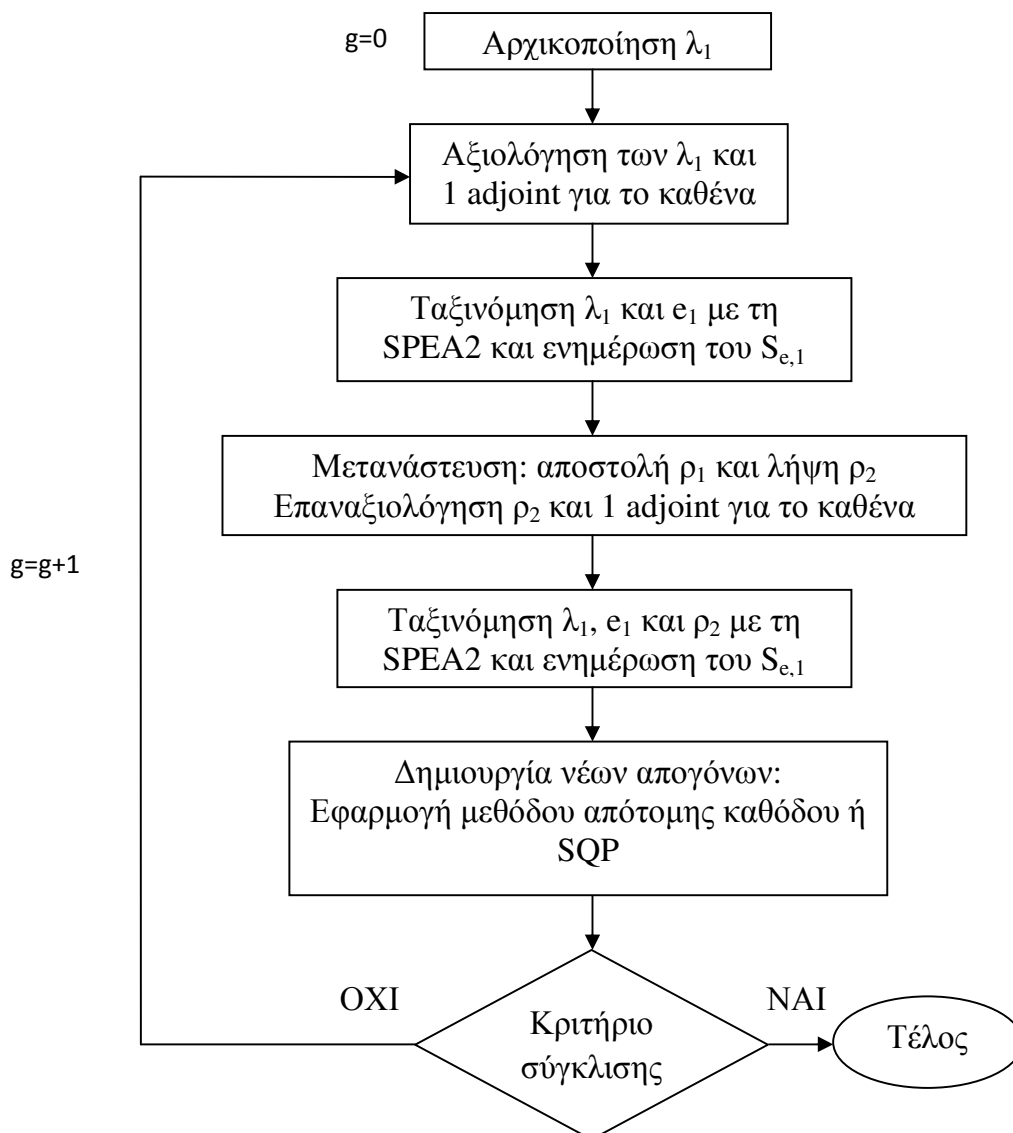 g=0
Αρχικοποίηση λ₁
Αξιολόγηση των λ₁ και
1 adjoint για το καθένα
Ταξινόμηση λ₁ και e₁ με τη
SPEA2 και ενημέρωση του Sₑ,₁
Μετανάστευση: αποστολή ρ₁ και λήψη ρ₂
Επαναξιολόγηση ρ₂ και 1 adjoint για το καθένα
g=g+1
Ταξινόμηση λ₁, e₁ και ρ₂ με τη
SPEA2 και ενημέρωση του Sₑ,₁
Δημιουργία νέων απογόνων:
Εφαρμογή μεθόδου απότομης καθόδου ή
SQP
ΟΧΙ
ΝΑΙ
Κριτήριο
σύγκλισης
Τέλος